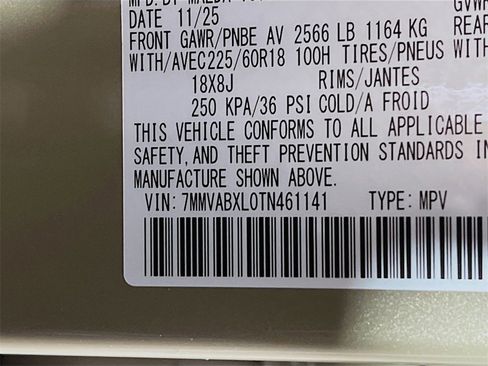 DATE 11/25
GVWR
FRONT GAWR/PNBE AV 2566 LB 1164 KG
REAR
WITH/AVEC225/60R18 100H TIRES/PNEUS
WITH
18X8J RIMS/JANTES
250 KPA/36 PSI COLD/A FROID
THIS VEHICLE CONFORMS TO ALL APPLICABLE
SAFETY, AND THEFT PREVENTION STANDARDS IN
MANUFACTURE SHOWN ABOVE.
VIN: 7MMVABXL0TN461141 TYPE: MPV